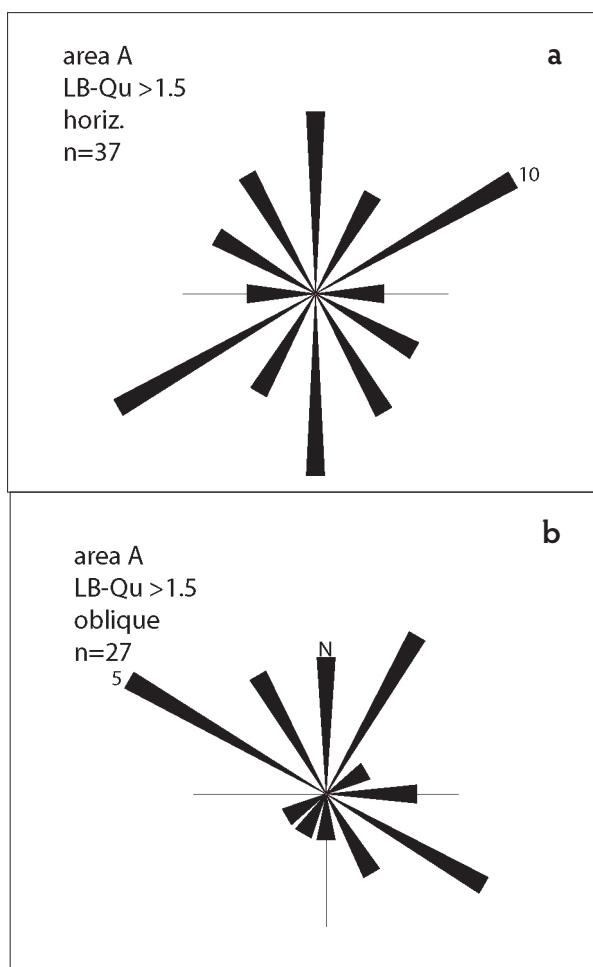 area A
LB-Qu >1.5
horiz.
n=37
a
10
area A
LB-Qu >1.5
oblique
n=27
b
N
5